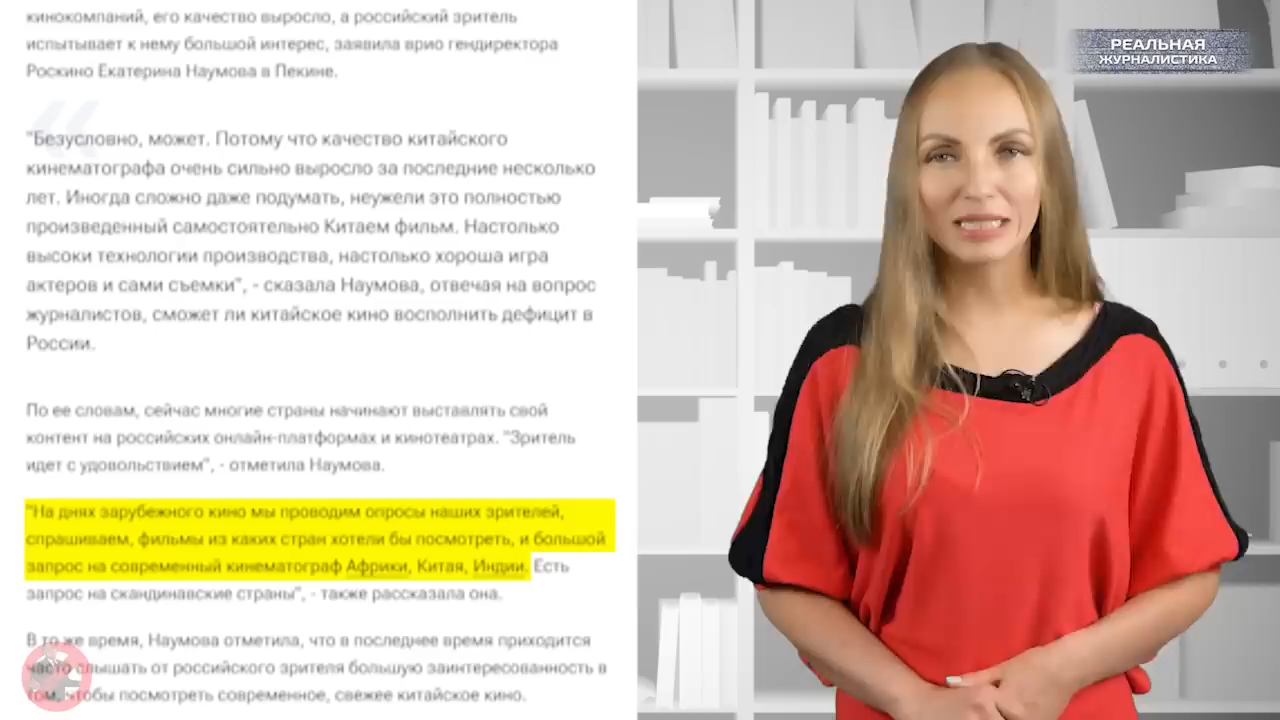 кинокомпаний, его качество выросло, а российский зритель
испытывает к нему большой интерес, заявила врио гендиректора
Роскино Екатерина Наумова в Пекине.
"Безусловно, может. Потому что качество китайского
кинематографа очень сильно выросло за последние несколько
лет. Иногда сложно даже подумать, неужели это полностью
произведенный самостоятельно Китаем фильм. Настолько
высоки технологии производства, настолько хороша игра
актеров и сами съемки", - сказала Наумова, отвечая на вопрос
журналистов, сможет ли китайское кино восполнить дефицит в
России.
По ее словам, сейчас многие страны начинают выставлять свой
контент на российских онлайн-платформах и кинотеатрах. "Зритель
идет с удовольствием", - отметила Наумова.
"На днях зарубежного кино мы проводим опросы наших зрителей,
спрашиваем, фильмы из каких стран хотели бы посмотреть, и большой
запрос на современный кинематограф Африки, Китая, Индии. Есть
запрос на скандинавские страны", - также рассказала она.
В то же время, Наумова отметила, что в последнее время приходится
часто слышать от российского зрителя большую заинтересованность в
том, чтобы посмотреть современное, свежее китайское кино.
РЕАЛЬНАЯ
ЖУРНАЛИСТИКА